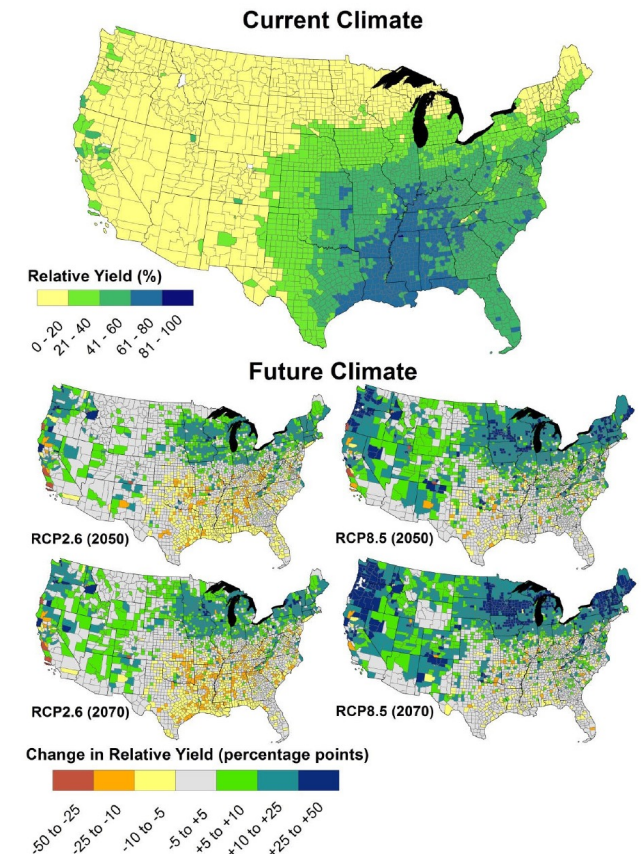 Current Climate
Relative Yield (%)
0 - 20
21 - 40
41 - 60
61 - 80
81 - 100
Future Climate
RCP2.6 (2050)
RCP8.5 (2050)
RCP2.6 (2070)
RCP8.5 (2070)
Change in Relative Yield (percentage points)
-50 to -25
-25 to -10
-10 to -5
-5 to +5
+5 to +10
+10 to +25
+25 to +50